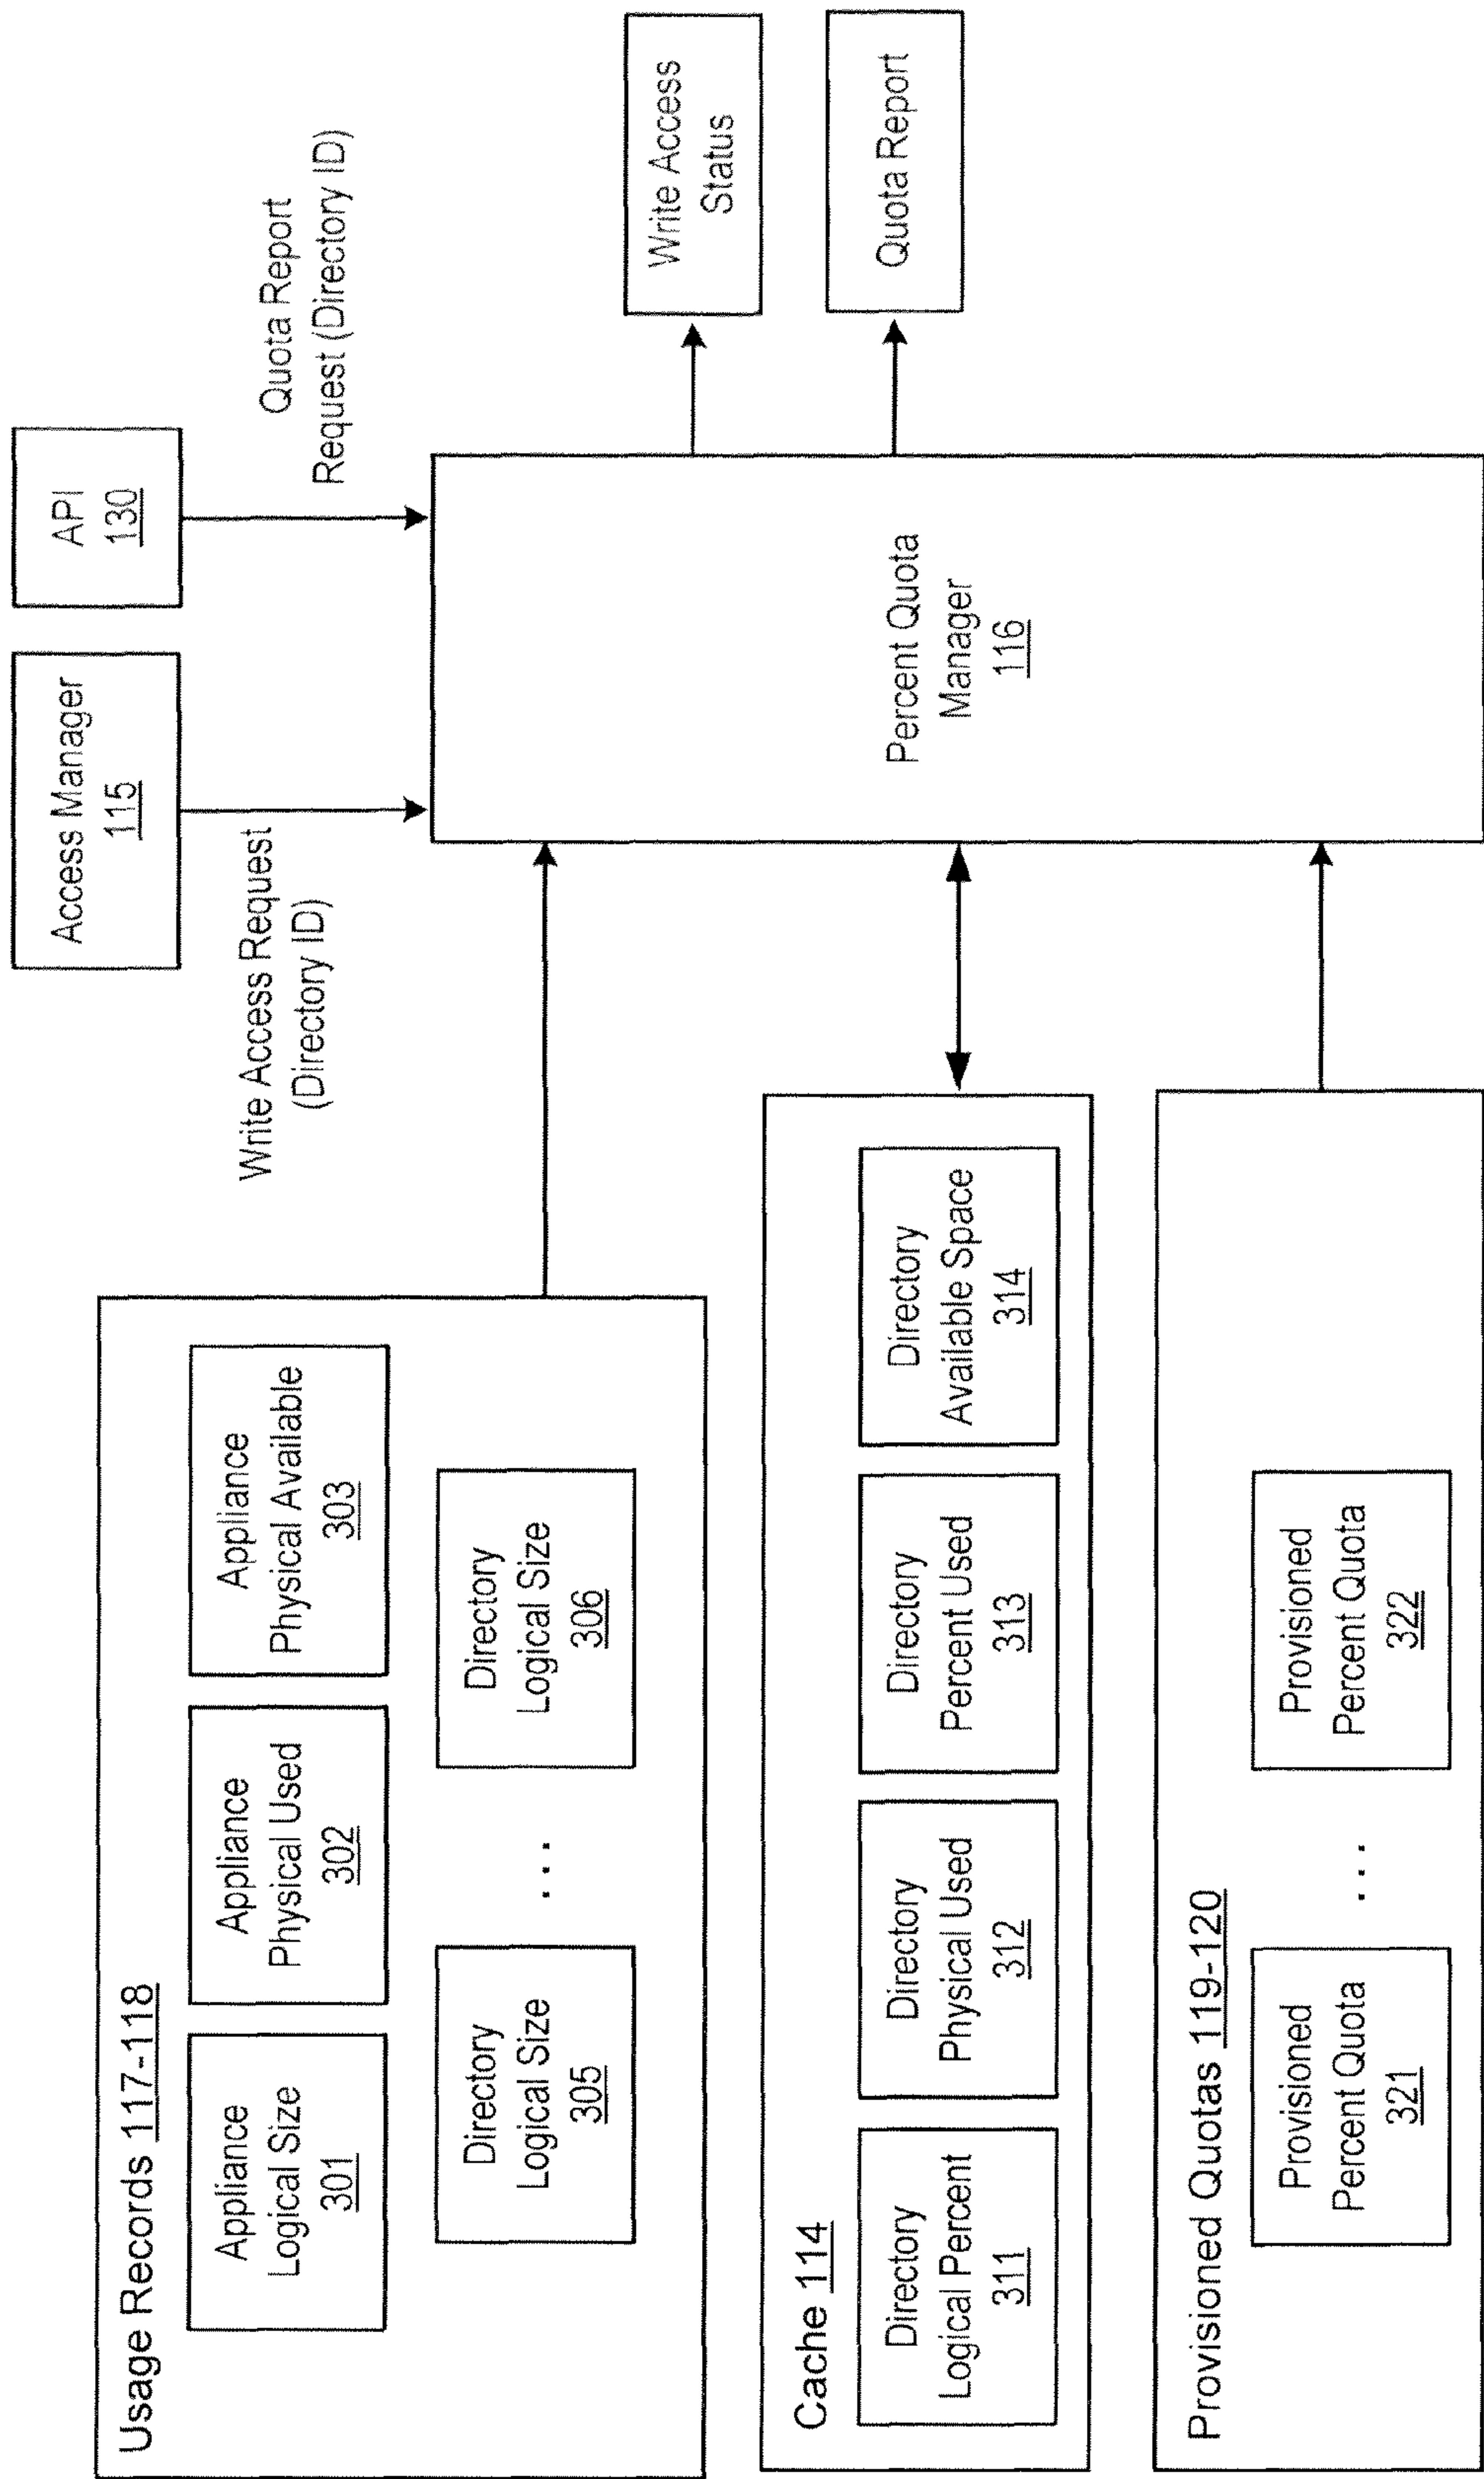 Access Manager
115
API
130
Write Access Request
(Directory ID)
Quota Report
Request (Directory ID)
Usage Records 117-118
Appliance
Logical Size
301
Appliance
Physical Used
302
Appliance
Physical Available
303
Directory
Logical Size
305
...
Directory
Logical Size
306
Cache 114
Directory
Logical Percent
311
Directory
Physical Used
312
Directory
Percent Used
313
Directory
Available Space
314
Provisioned Quotas 119-120
Provisioned
Percent Quota
321
...
Provisioned
Percent Quota
322
Percent Quota
Manager
116
Write Access
Status
Quota Report